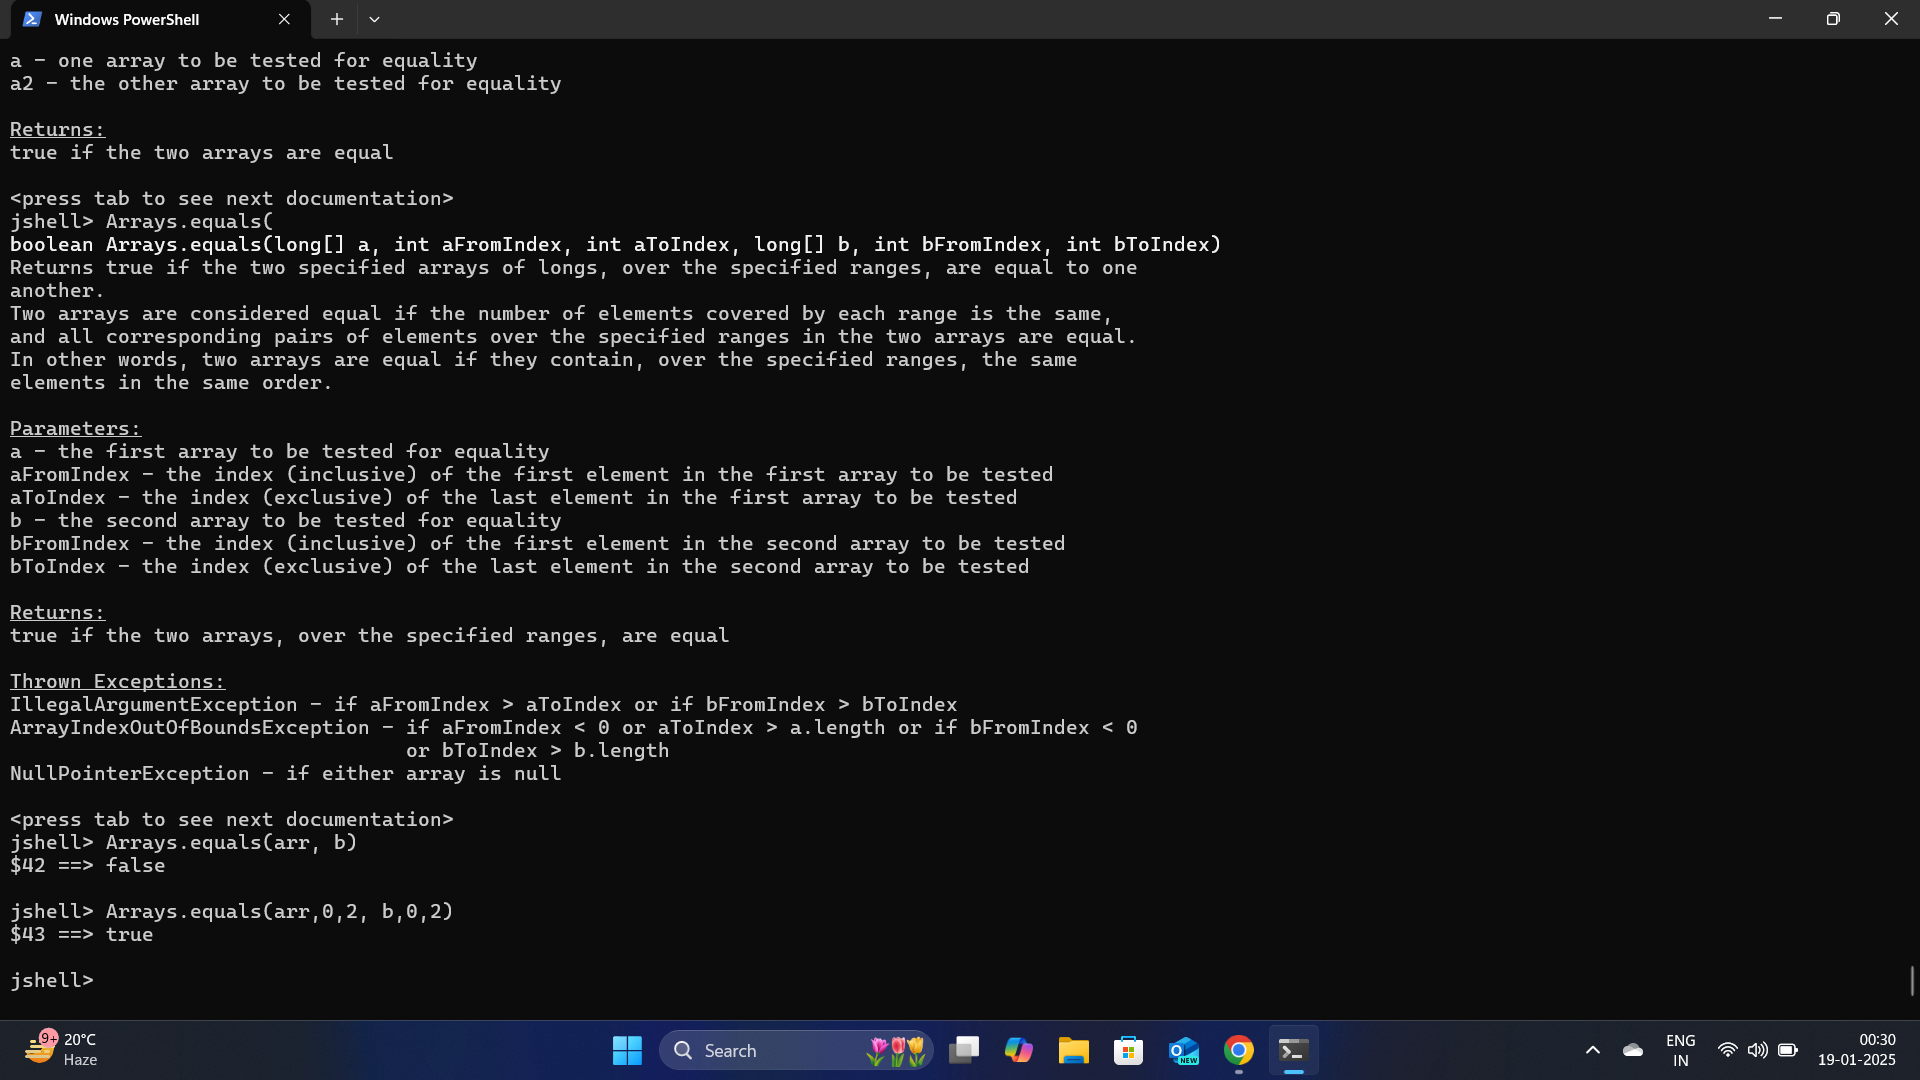 Windows PowerShell
a - one array to be tested for equality
a2 - the other array to be tested for equality
Returns:
true if the two arrays are equal
<press tab to see next documentation>
jshell> Arrays.equals(
boolean Arrays.equals(long[] a, int aFromIndex, int aToIndex, long[] b, int bFromIndex, int bToIndex)
Returns true if the two specified arrays of longs, over the specified ranges, are equal to one
another.
Two arrays are considered equal if the number of elements covered by each range is the same,
and all corresponding pairs of elements over the specified ranges in the two arrays are equal.
In other words, two arrays are equal if they contain, over the specified ranges, the same
elements in the same order.
Parameters:
a - the first array to be tested for equality
aFromIndex - the index (inclusive) of the first element in the first array to be tested
aToIndex - the index (exclusive) of the last element in the first array to be tested
b - the second array to be tested for equality
bFromIndex - the index (inclusive) of the first element in the second array to be tested
bToIndex - the index (exclusive) of the last element in the second array to be tested
Returns:
true if the two arrays, over the specified ranges, are equal
Thrown Exceptions:
IllegalArgumentException - if aFromIndex > aToIndex or if bFromIndex > bToIndex
ArrayIndexOutOfBoundsException - if aFromIndex < 0 or aToIndex > a.length or if bFromIndex < 0
or bToIndex > b.length
NullPointerException - if either array is null
<press tab to see next documentation>
jshell> Arrays.equals(arr, b)
$42 ==> false
jshell> Arrays.equals(arr,0,2, b,0,2)
$43 ==> true
jshell>
9+
20°C
Haze
Search
NEW
ENG
IN
00:30
19-01-2025